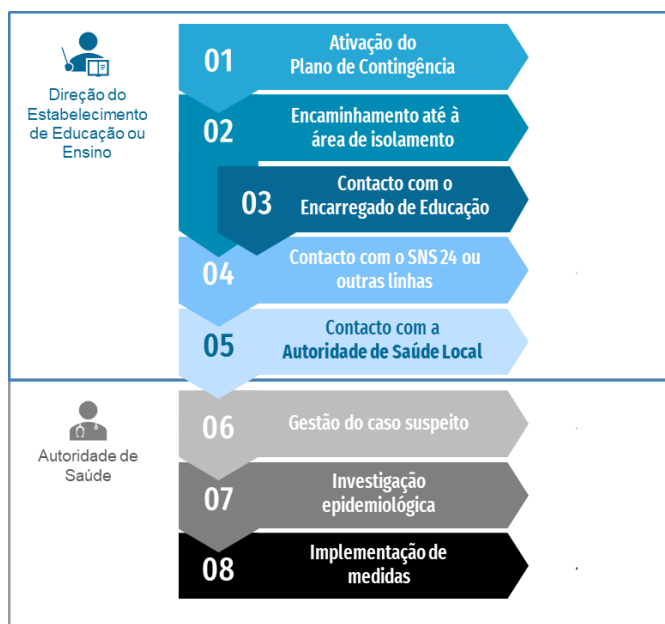 Direção do
Estabelecimento
de Educação ou
Ensino
01
Ativação do
Plano de Contingência
02
Encaminhamento até à
área de isolamento
03
Contacto com o
Encarregado de Educação
04
Contacto com o SNS 24 ou
outras linhas
05
Contacto com a
Autoridade de Saúde Local
Autoridade de
Saúde
06
Gestão do caso suspeito
07
Investigação
epidemiológica
08
Implementação de
medidas